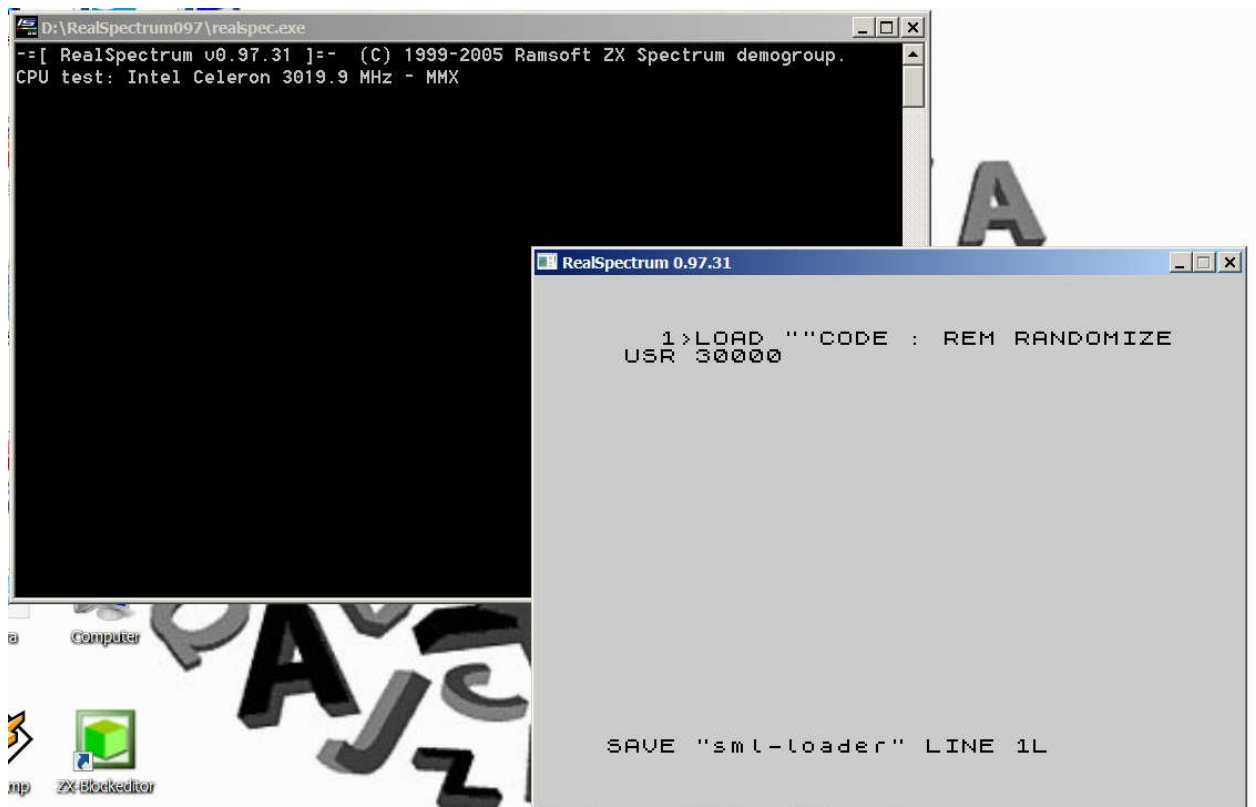 D:\RealSpectrum097\realspec.exe
-=[ RealSpectrum v0.97.31 ]=-  (C) 1999-2005 Ramsoft ZX Spectrum demogroup.
CPU test: Intel Celeron 3019.9 MHz - MMX
A
RealSpectrum 0.97.31
1>LOAD ""CODE : REM RANDOMIZE
USR 30000
SAVE "sml-loader" LINE 1L
Computer
A
J
C
Z
ZX-Blockeditor